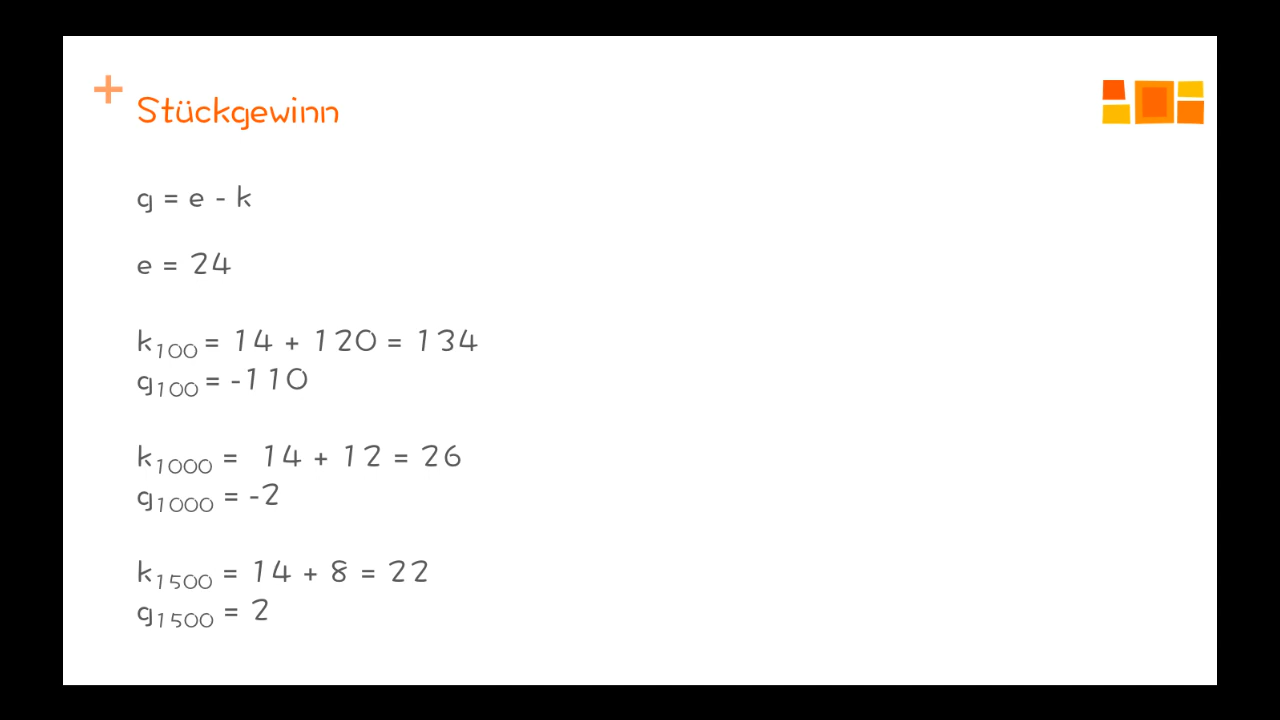 +
Stückgewinn
g = e - k
e = 24
k₁₀₀ = 14 + 120 = 134
g₁₀₀ = -110
k₁₀₀₀ = 14 + 12 = 26
g₁₀₀₀ = -2
k₁₅₀₀ = 14 + 8 = 22
g₁₅₀₀ = 2